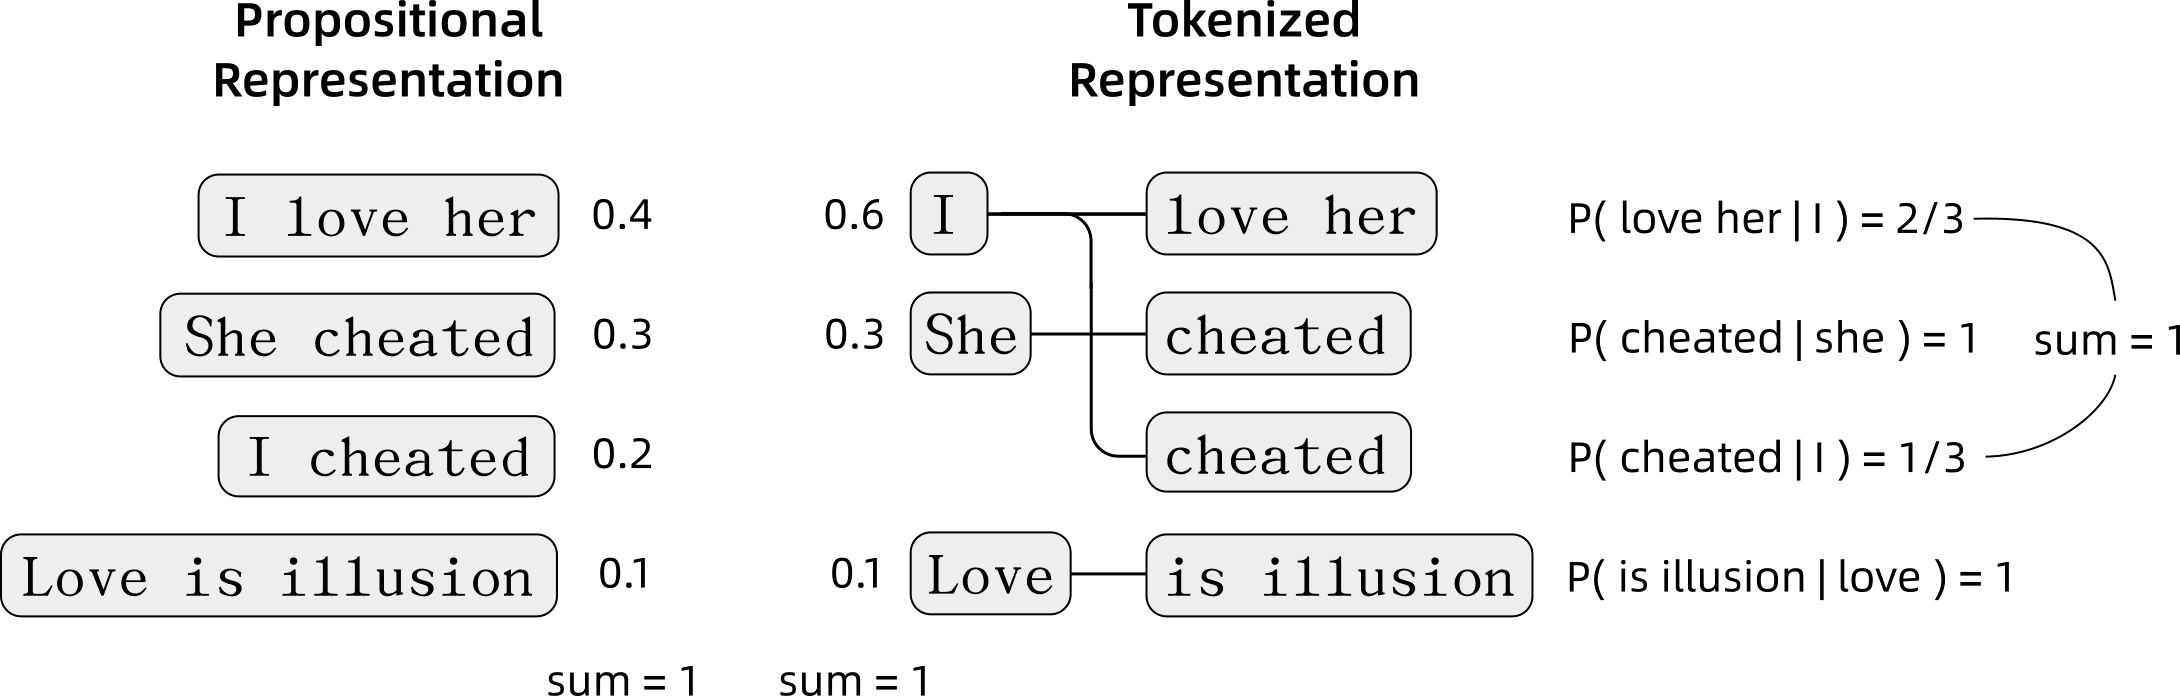 Propositional
Representation
Tokenized
Representation
I love her 0.4
She cheated 0.3
I cheated 0.2
Love is illusion 0.1
sum = 1
0.6 I love her P( love her | I ) = 2/3
0.3 She cheated P( cheated | she ) = 1
cheated P( cheated | I ) = 1/3
sum = 1
0.1 Love is illusion P( is illusion | love ) = 1
sum = 1